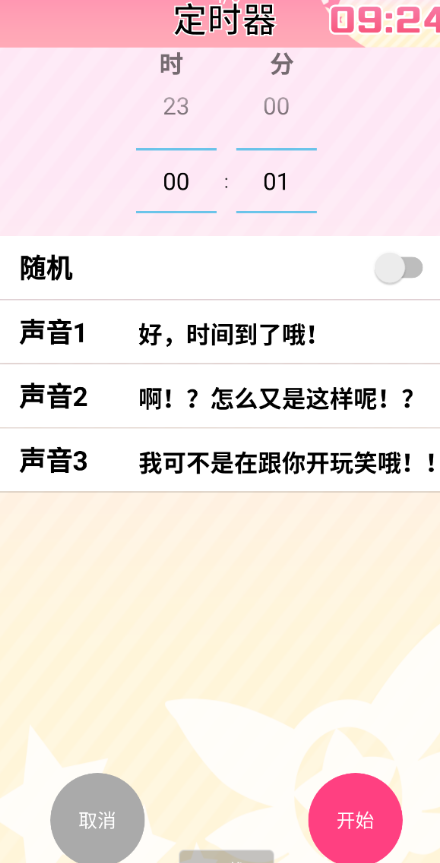 定时器 09:24
时 分
23 00
00 : 01
随机
声音1 好，时间到了哦！
声音2 啊！？怎么又是这样呢！？
声音3 我可不是在跟你开玩笑哦！！
取消 开始